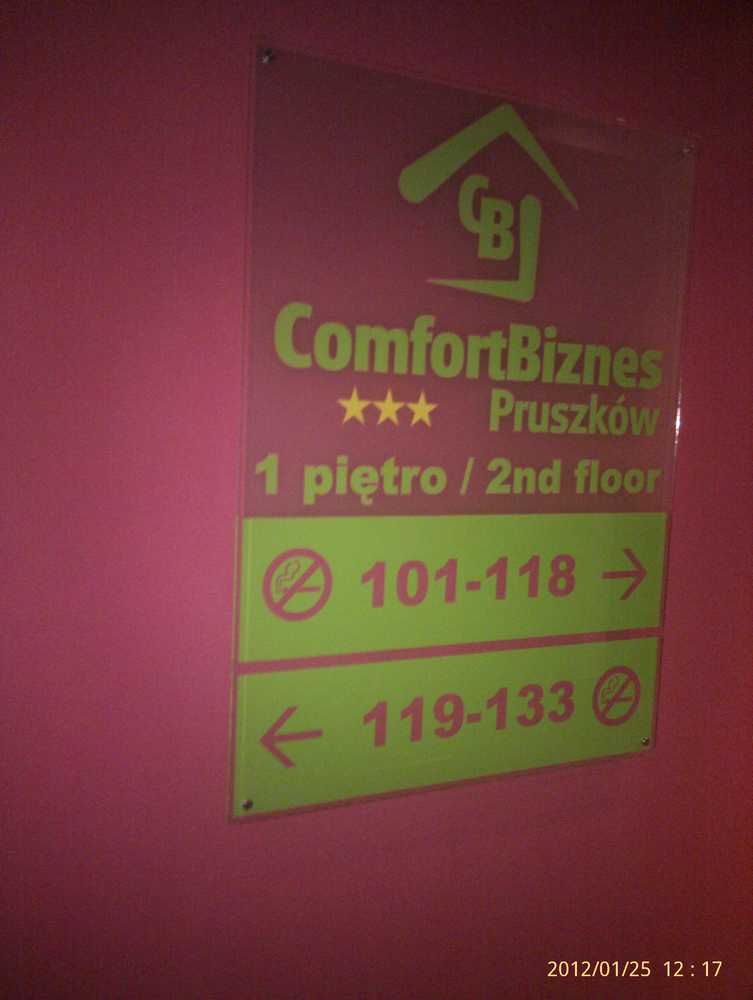 CB
ComfortBiznes
Pruszków
1 piętro / 2nd floor
101-118
119-133
2012/01/25 12:17